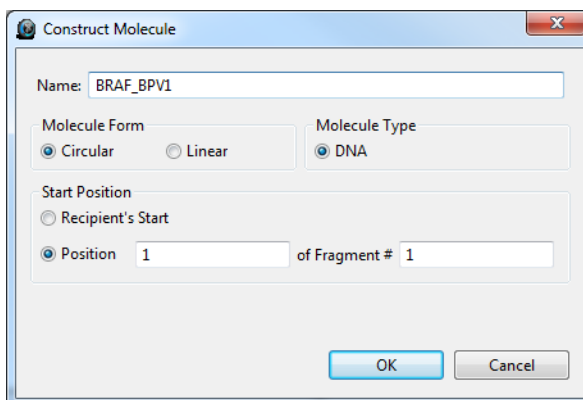 Construct Molecule
Name: BRAF_BPV1
Molecule Form
Circular Linear
Molecule Type
DNA
Start Position
Recipient's Start
Position 1 of Fragment # 1
OK Cancel